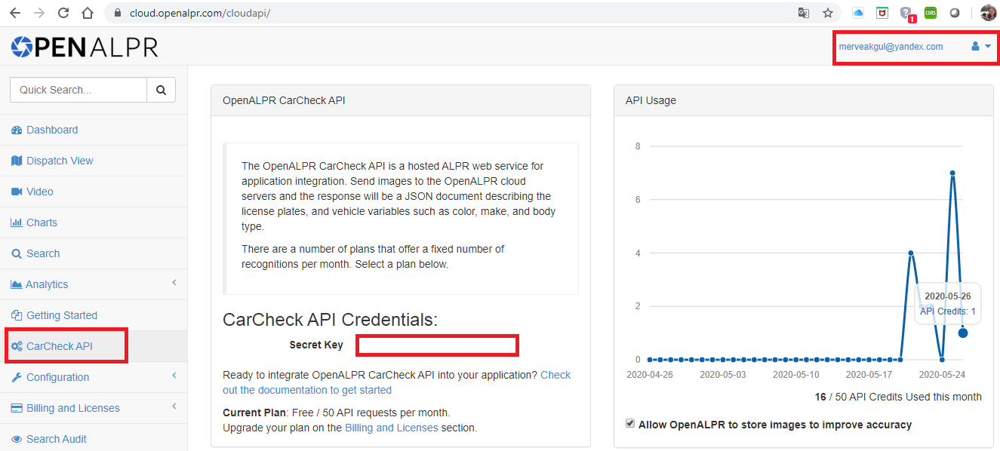 cloud.openalpr.com/cloudapi/
1
CORS
OPENALPR
merveakgul@yandex.com
Quick Search...
Dashboard
Dispatch View
Video
Charts
Search
Analytics
Getting Started
CarCheck API
Configuration
Billing and Licenses
Search Audit
OpenALPR CarCheck API
The OpenALPR CarCheck API is a hosted ALPR web service for
application integration. Send images to the OpenALPR cloud
servers and the response will be a JSON document describing the
license plates, and vehicle variables such as color, make, and body
type.
There are a number of plans that offer a fixed number of
recognitions per month. Select a plan below.
CarCheck API Credentials:
Secret Key
Ready to integrate OpenALPR CarCheck API into your application? Check
out the documentation to get started
Current Plan: Free / 50 API requests per month.
Upgrade your plan on the Billing and Licenses section.
API Usage
8
6
4
2
0
2020-05-26
API Credits: 1
2020-04-26 2020-05-03 2020-05-10 2020-05-17 2020-05-24
16 / 50 API Credits Used this month
Allow OpenALPR to store images to improve accuracy